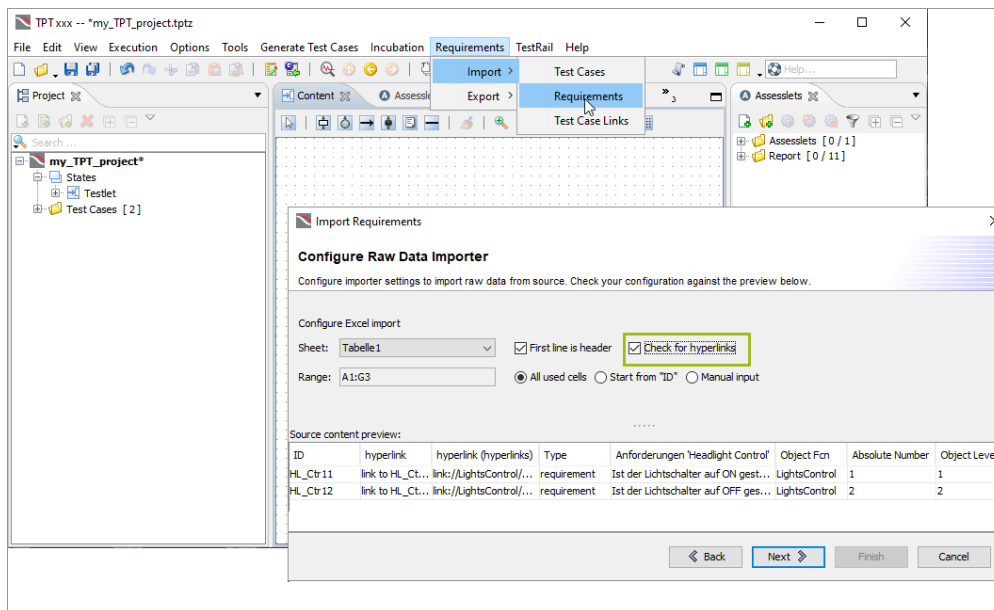 TPT xxx -- *my_TPT_project.tptz
File Edit View Execution Options Tools Generate Test Cases Incubation Requirements TestRail Help
Help...
Import > Test Cases
Export > Requirements
Test Case Links
Project
Content
Assessle
3
Assesslets
Search ...
my_TPT_project*
States
Testlet
Test Cases [2]
Assesslets [0/1]
Report [0/11]
Import Requirements
Configure Raw Data Importer
Configure importer settings to import raw data from source. Check your configuration against the preview below.
Configure Excel import
Sheet: Tabelle1 First line is header Check for hyperlinks
Range: A1:G3 All used cells Start from "ID" Manual input
Source content preview:
ID hyperlink hyperlink (hyperlinks) Type Anforderungen 'Headlight Control' Object Fcn Absolute Number Object Leve
HL_Ctr11 link to HL_Ct... link://LightsControl/... requirement Ist der Lichtschalter auf ON gest... LightsControl 1 1
HL_Ctr12 link to HL_Ct... link://LightsControl/... requirement Ist der Lichtschalter auf OFF ges... LightsControl 2 2
Back Next Finish Cancel